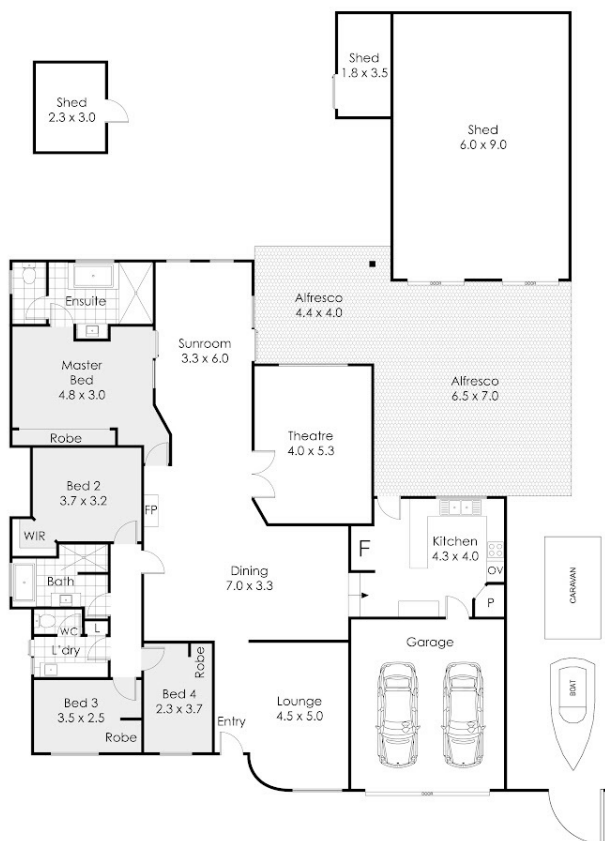 Shed
1.8 x 3.5
Shed
2.3 x 3.0
Shed
6.0 x 9.0
DOOR
DOOR
Ensuite
Alfresco
4.4 x 4.0
Sunroom
3.3 x 6.0
Master
Bed
4.8 x 3.0
Alfresco
6.5 x 7.0
Robe
Theatre
4.0 x 5.3
Bed 2
3.7 x 3.2
FP
WIR
F
Kitchen
4.3 x 4.0
OV
P
Bath
Dining
7.0 x 3.3
CARAVAN
WC
L
L'dry
Garage
Robe
Bed 4
2.3 x 3.7
Bed 3
3.5 x 2.5
Robe
Entry
Lounge
4.5 x 5.0
BOAT
DOOR